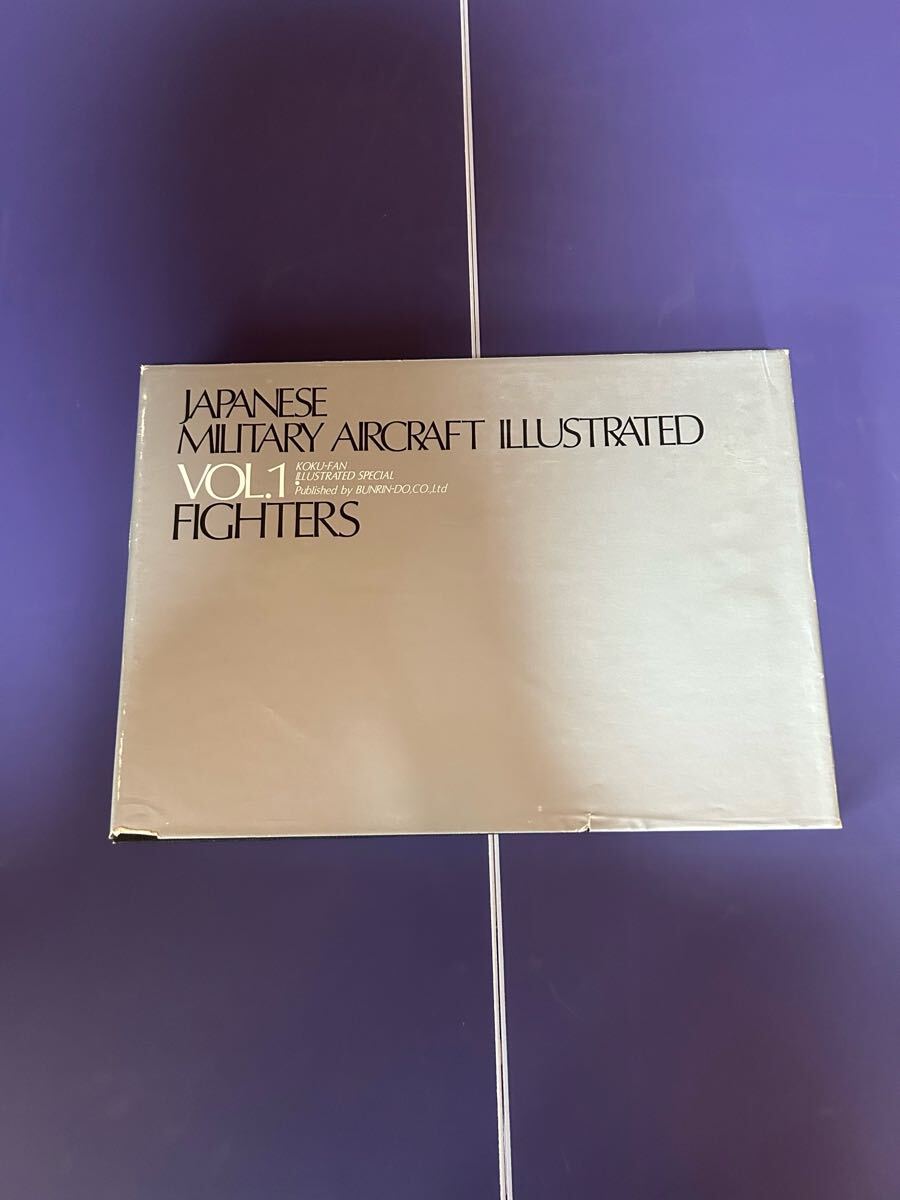 JAPANESE
MILITARY AIRCRAFT ILLUSTRATED
VOL.1
KOKU-FAN
ILLUSTRATED SPECIAL
•Published by BUNRIN-DO,CO.,Ltd
FIGHTERS